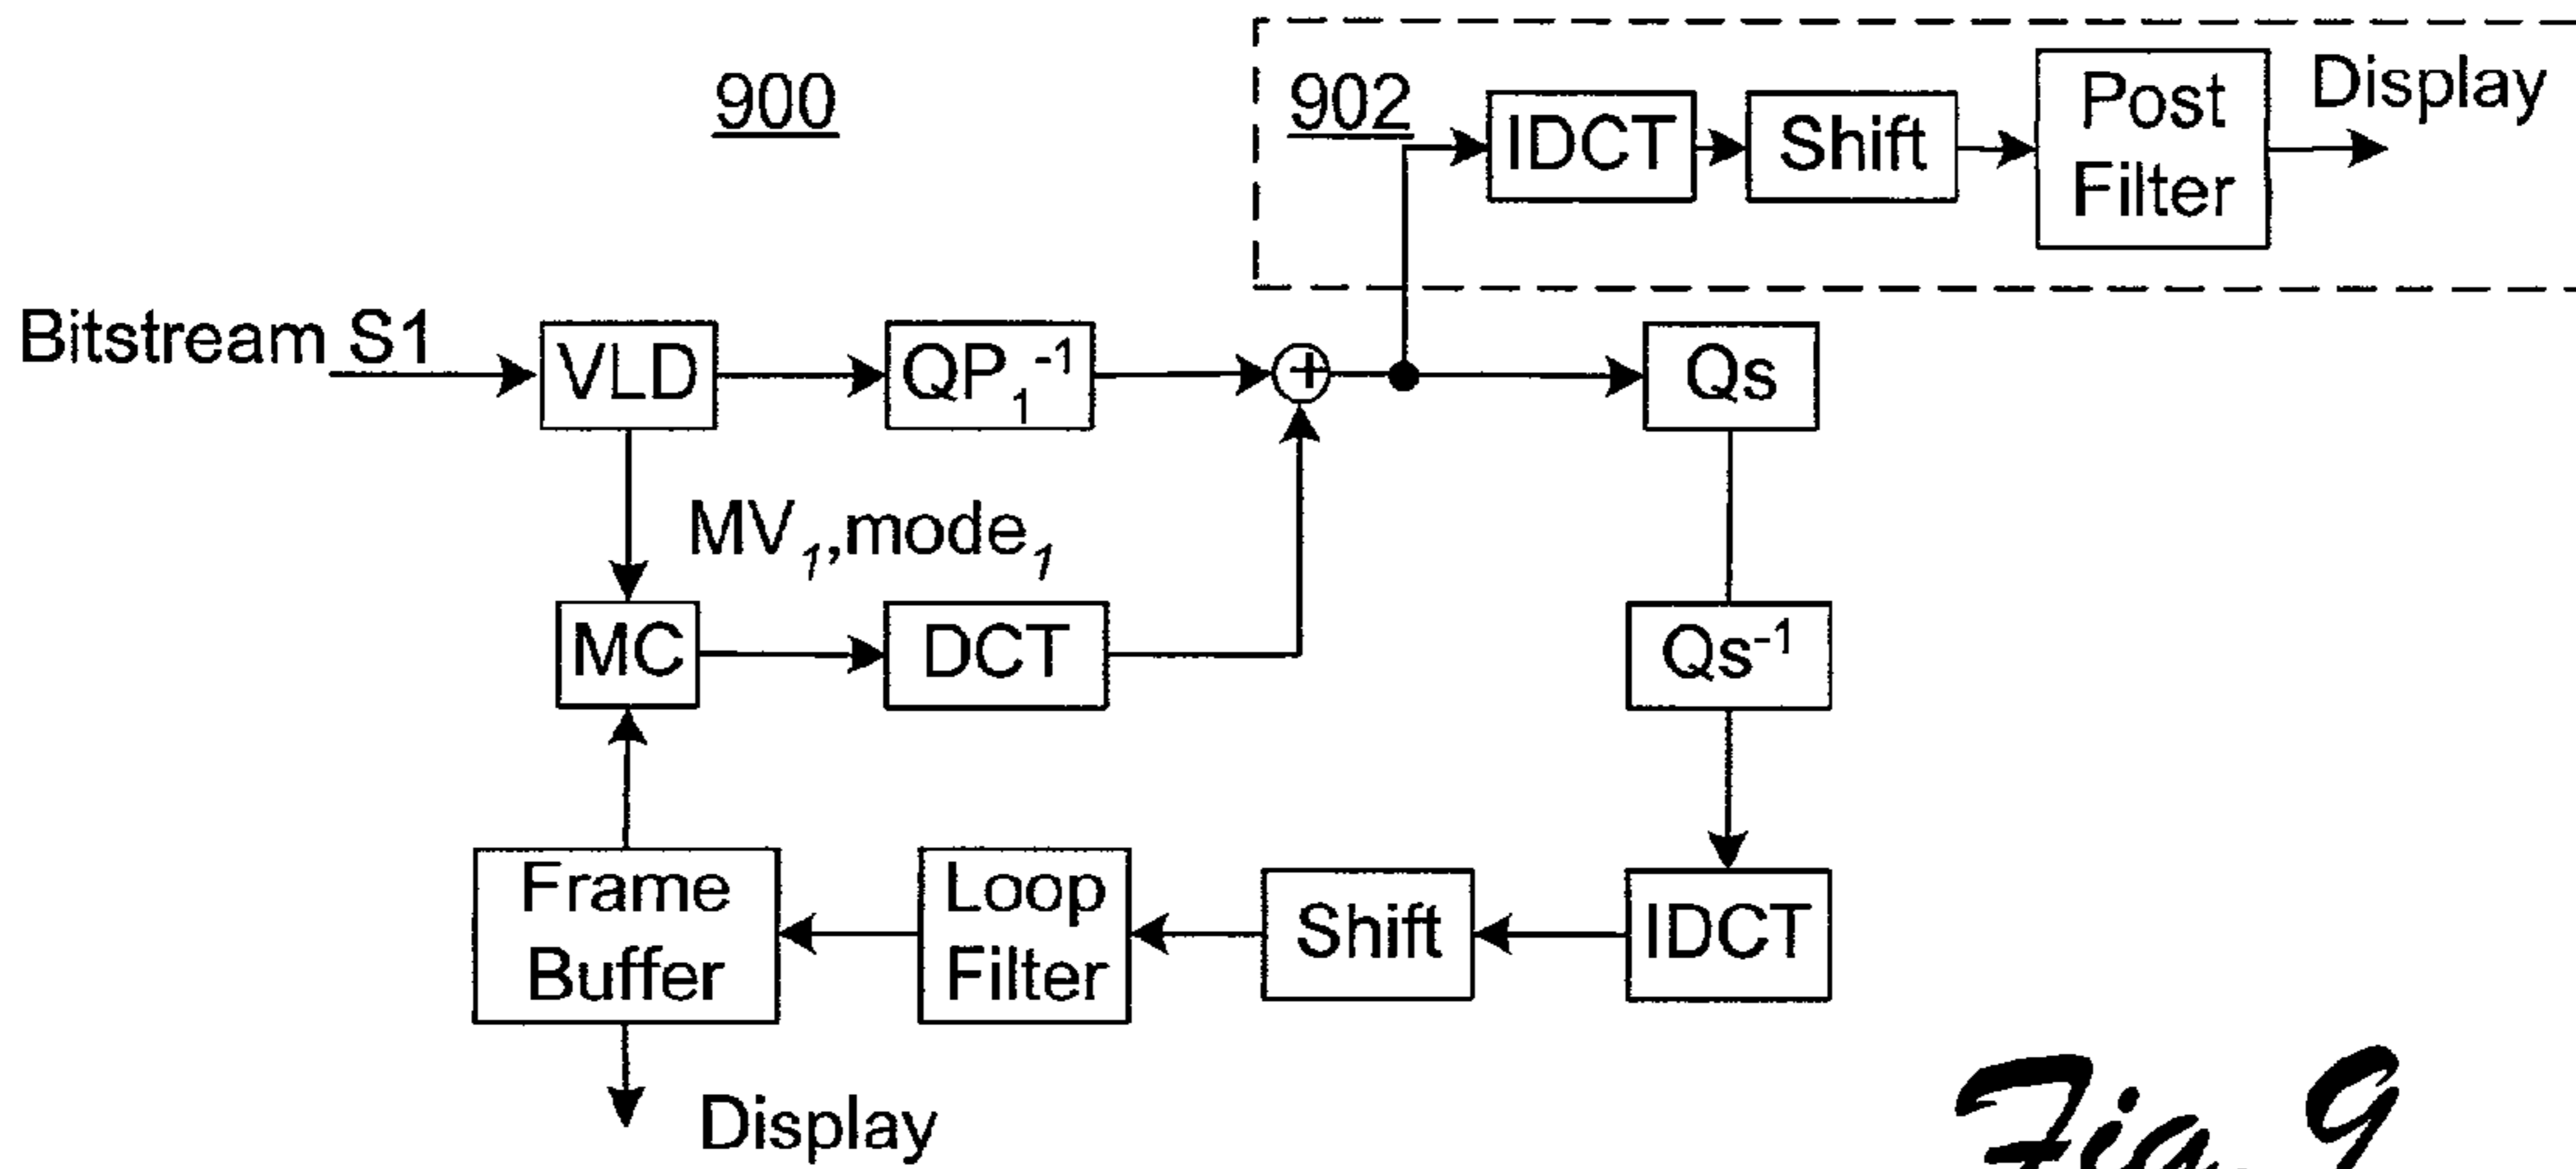 900
902
IDCT
Shift
Post
Filter
Display
Bitstream S1
VLD
QP₁⁻¹
+
Qs
MV₁,mode₁
MC
DCT
Qs⁻¹
Frame
Buffer
Loop
Filter
Shift
IDCT
Display
Fig. 9